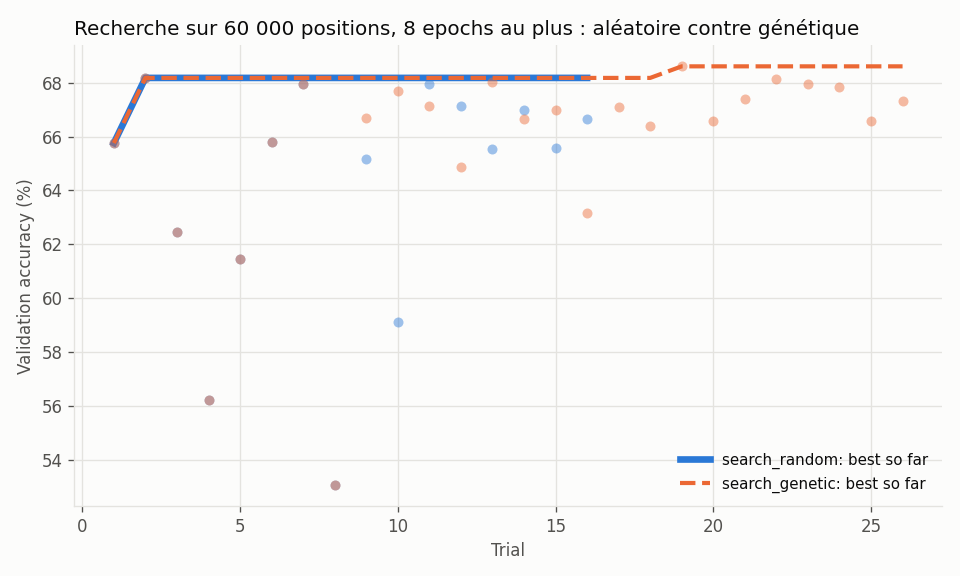 Recherche sur 60 000 positions, 8 epochs au plus : aléatoire contre génétique
Validation accuracy (%)
68
66
64
62
60
58
56
54
0 5 10 15 20 25
Trial
search_random: best so far
search_genetic: best so far